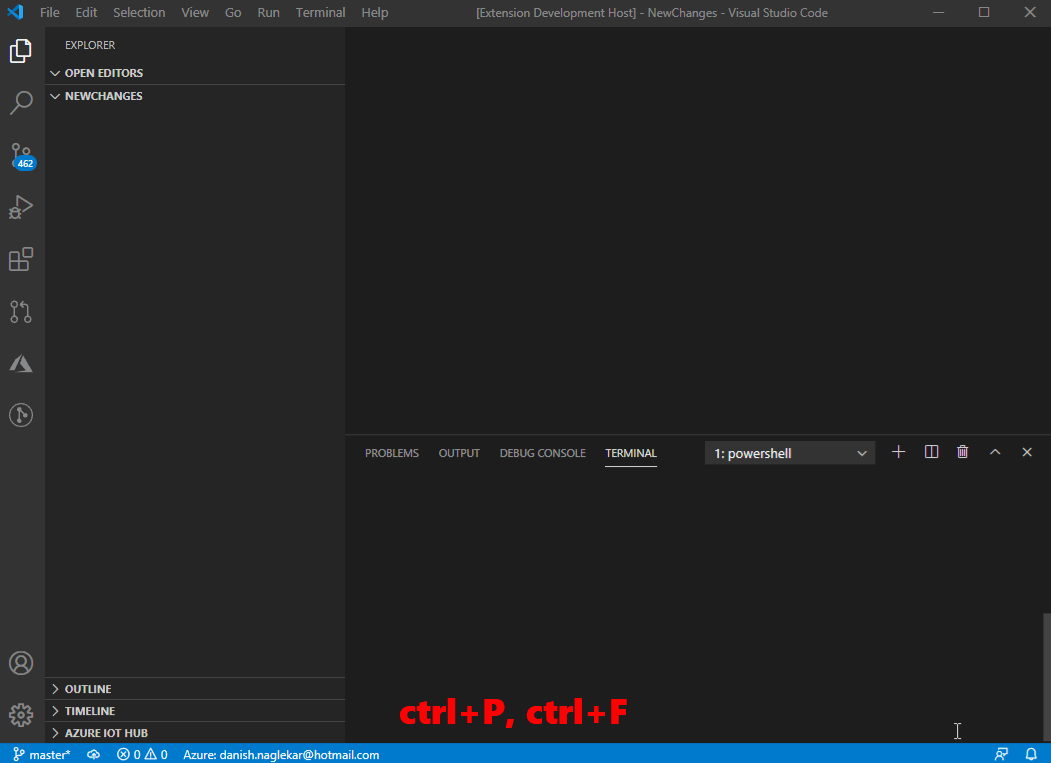 File Edit Selection View Go Run Terminal Help [Extension Development Host] - NewChanges - Visual Studio Code
EXPLORER
OPEN EDITORS
NEWCHANGES
462
PROBLEMS OUTPUT DEBUG CONSOLE TERMINAL 1: powershell
OUTLINE
TIMELINE
AZURE IOT HUB
ctrl+P, ctrl+F
master* 0 0 Azure: danish.naglekar@hotmail.com